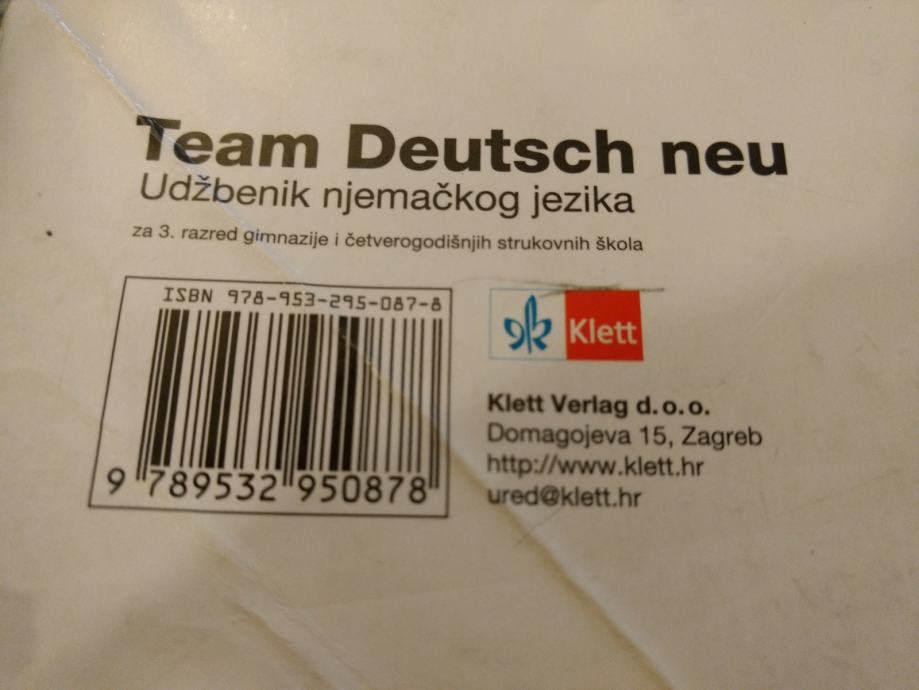 Team Deutsch neu
Udžbenik njemačkog jezika
za 3. razred gimnazije i četverogodišnjih strukovnih škola
ISBN 978-953-295-087-8
9 789532 950878
Klett
Klett Verlag d.o.o.
Domagojeva 15, Zagreb
http://www.klett.hr
ured@klett.hr